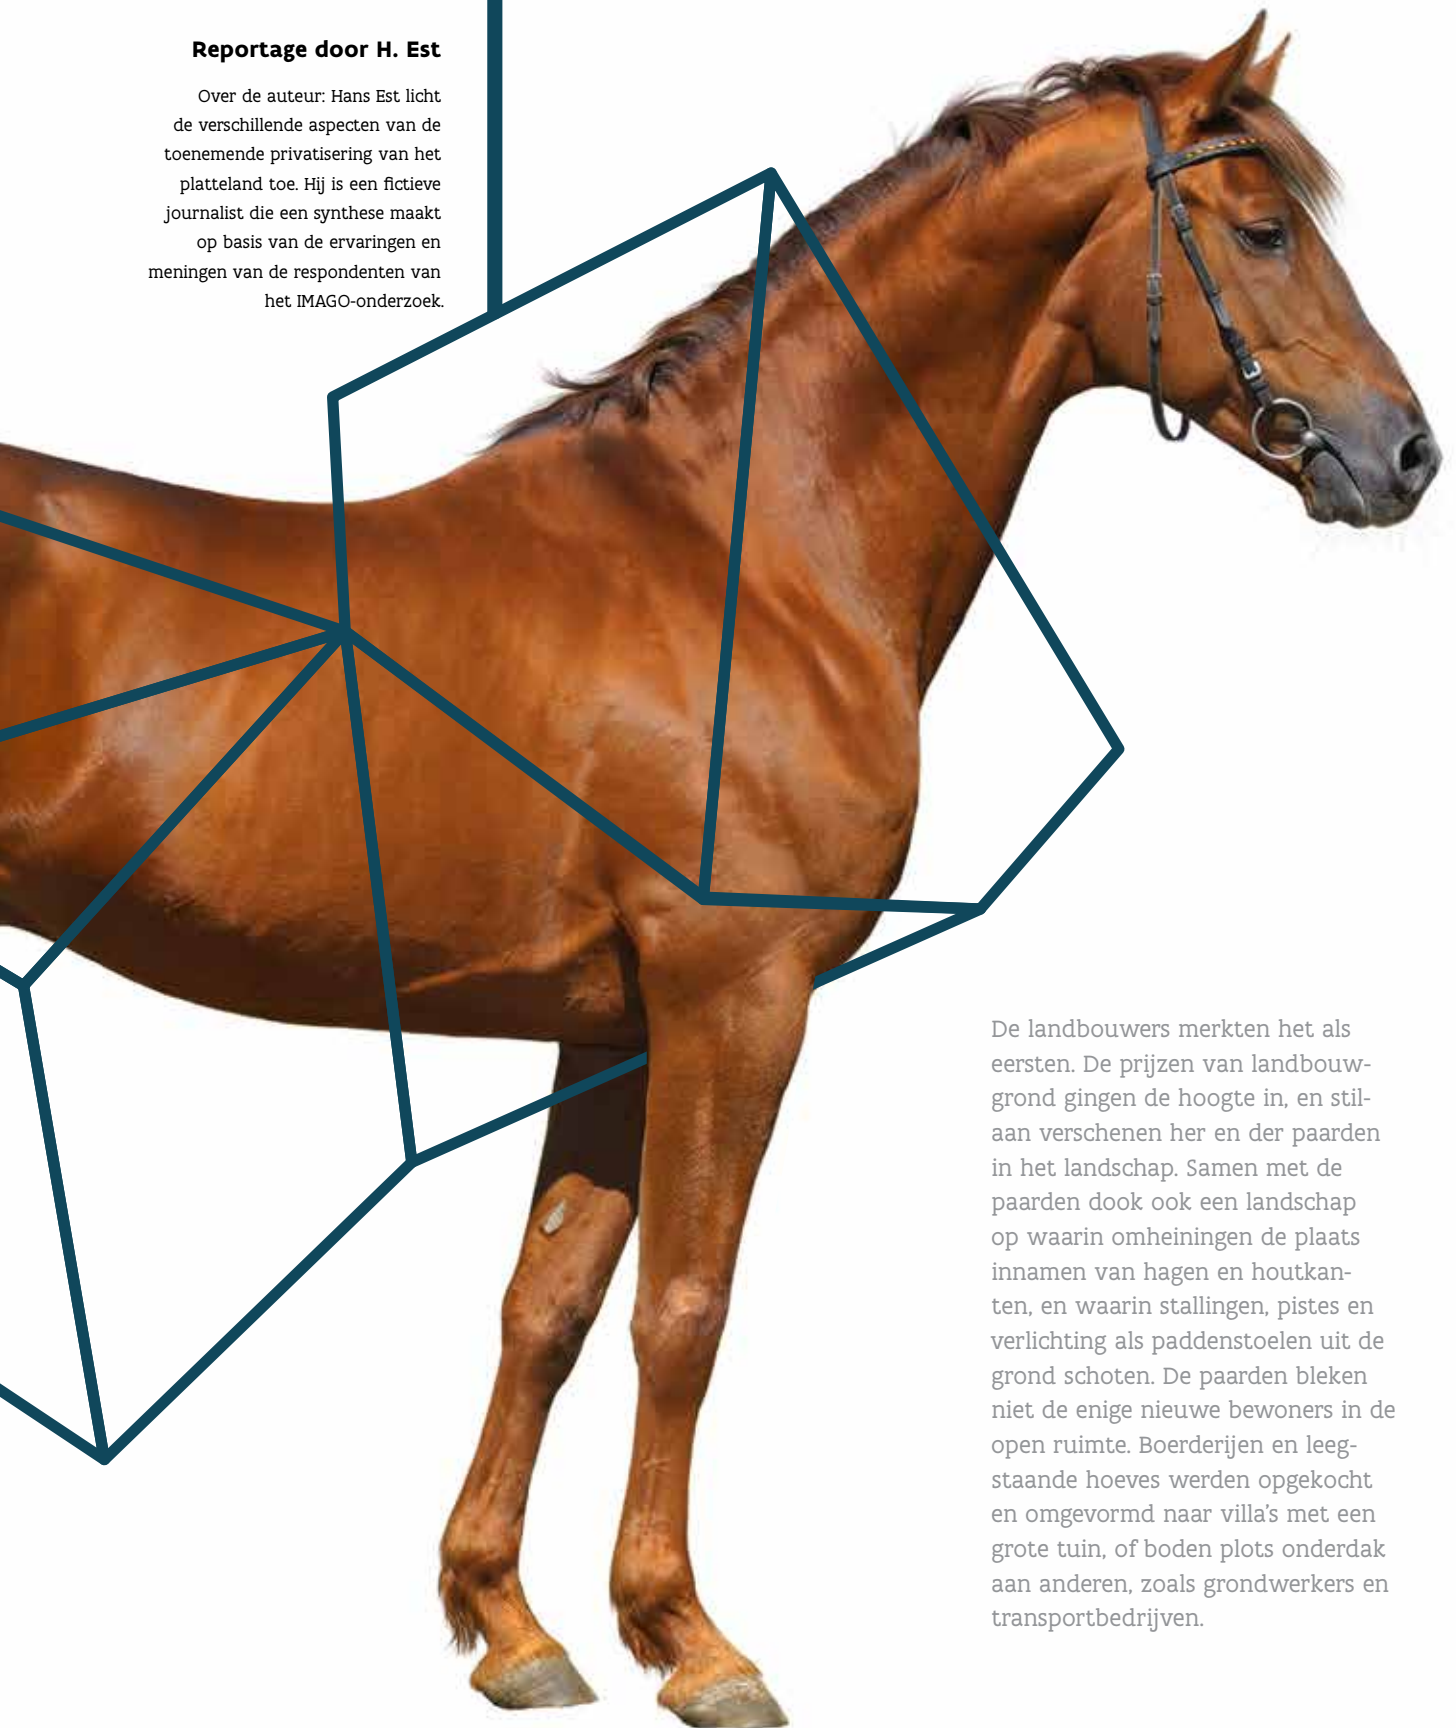 Reportage door H. Est
Over de auteur: Hans Est licht
de verschillende aspecten van de
toenemende privatisering van het
platteland toe. Hij is een fictieve
journalist die een synthese maakt
op basis van de ervaringen en
meningen van de respondenten van
het IMAGO-onderzoek.
De landbouwers merkten het als
eersten. De prijzen van landbouw-
grond gingen de hoogte in, en stil-
aan verschenen her en der paarden
in het landschap. Samen met de
paarden dook ook een landschap
op waarin omheiningen de plaats
innamen van hagen en houtkan-
ten, en waarin stallingen, pistes en
verlichting als paddenstoelen uit de
grond schoten. De paarden bleken
niet de enige nieuwe bewoners in de
open ruimte. Boerderijen en leeg-
staande hoeves werden opgekocht
en omgevormd naar villa’s met een
grote tuin, of boden plots onderdak
aan anderen, zoals grondwerkers en
transportbedrijven.